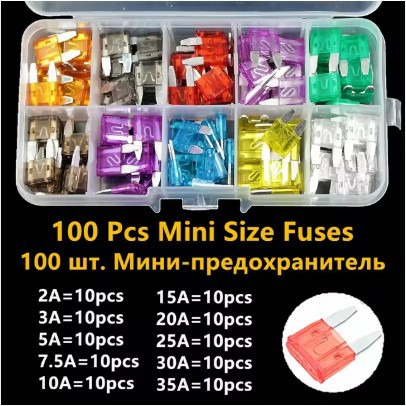 100 Pcs Mini Size Fuses
100 шт. Мини-предохранитель
2A=10pcs 15A=10pcs
3A=10pcs 20A=10pcs
5A=10pcs 25A=10pcs
7.5A=10pcs 30A=10pcs
10A=10pcs 35A=10pcs